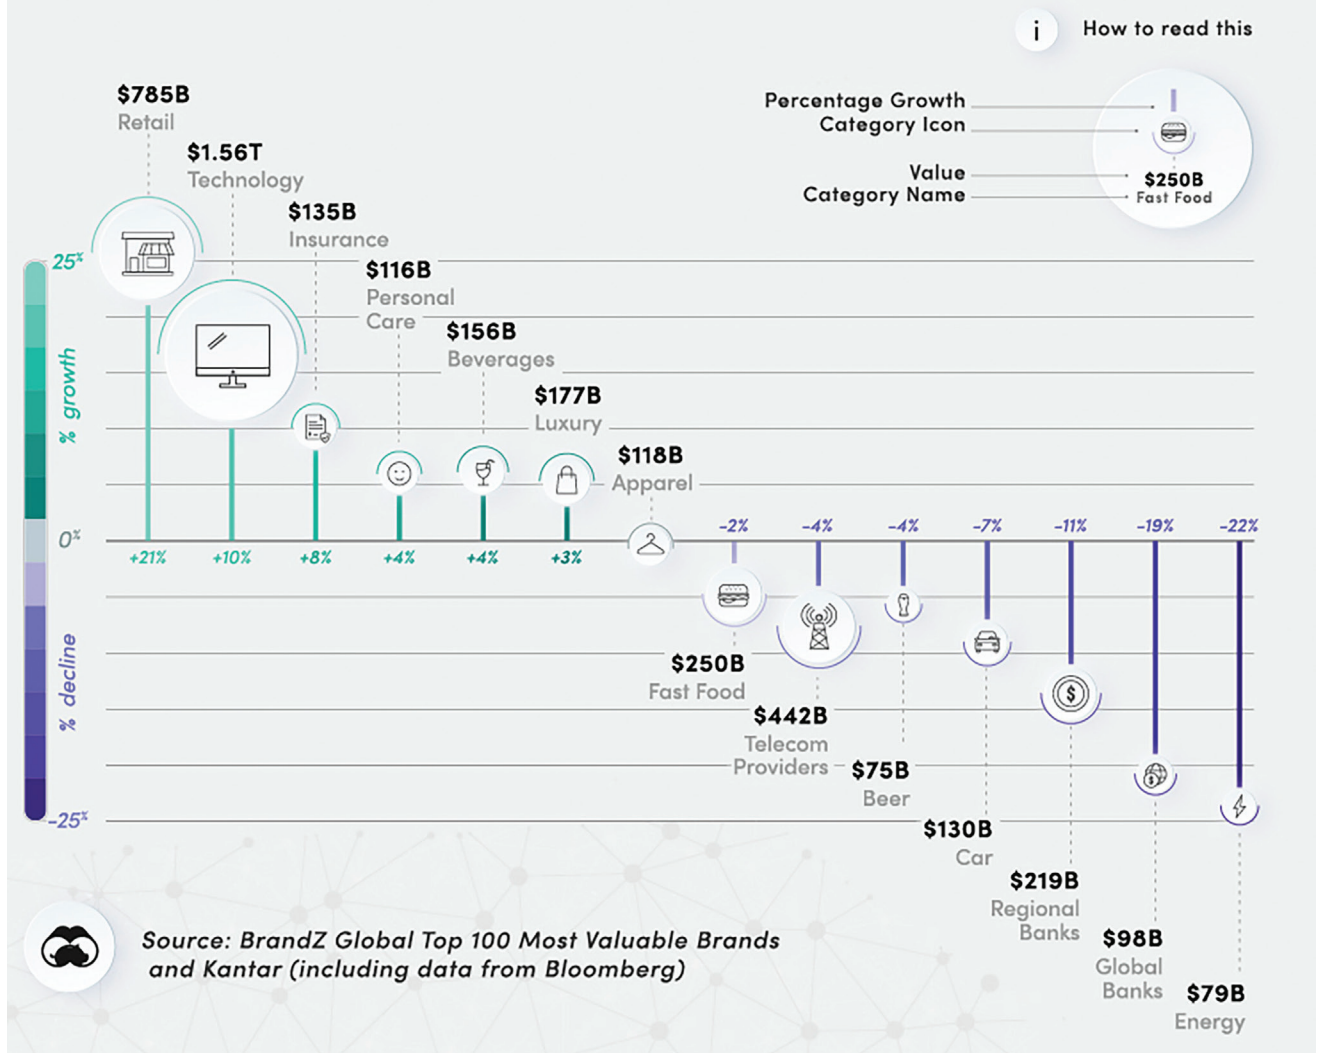 i
How to read this
Percentage Growth
Category Icon
Value
Category Name
$250B
Fast Food
$785B
Retail
$1.56T
Technology
$135B
Insurance
$116B
Personal
Care
$156B
Beverages
$177B
Luxury
$118B
Apparel
25%
% growth
0%
% decline
-25%
+21%
+10%
+8%
+4%
+4%
+3%
-2%
-4%
-4%
-7%
-11%
-19%
-22%
$250B
Fast Food
$442B
Telecom
Providers
$75B
Beer
$130B
Car
$219B
Regional
Banks
$98B
Global
Banks
$79B
Energy
Source: BrandZ Global Top 100 Most Valuable Brands
and Kantar (including data from Bloomberg)